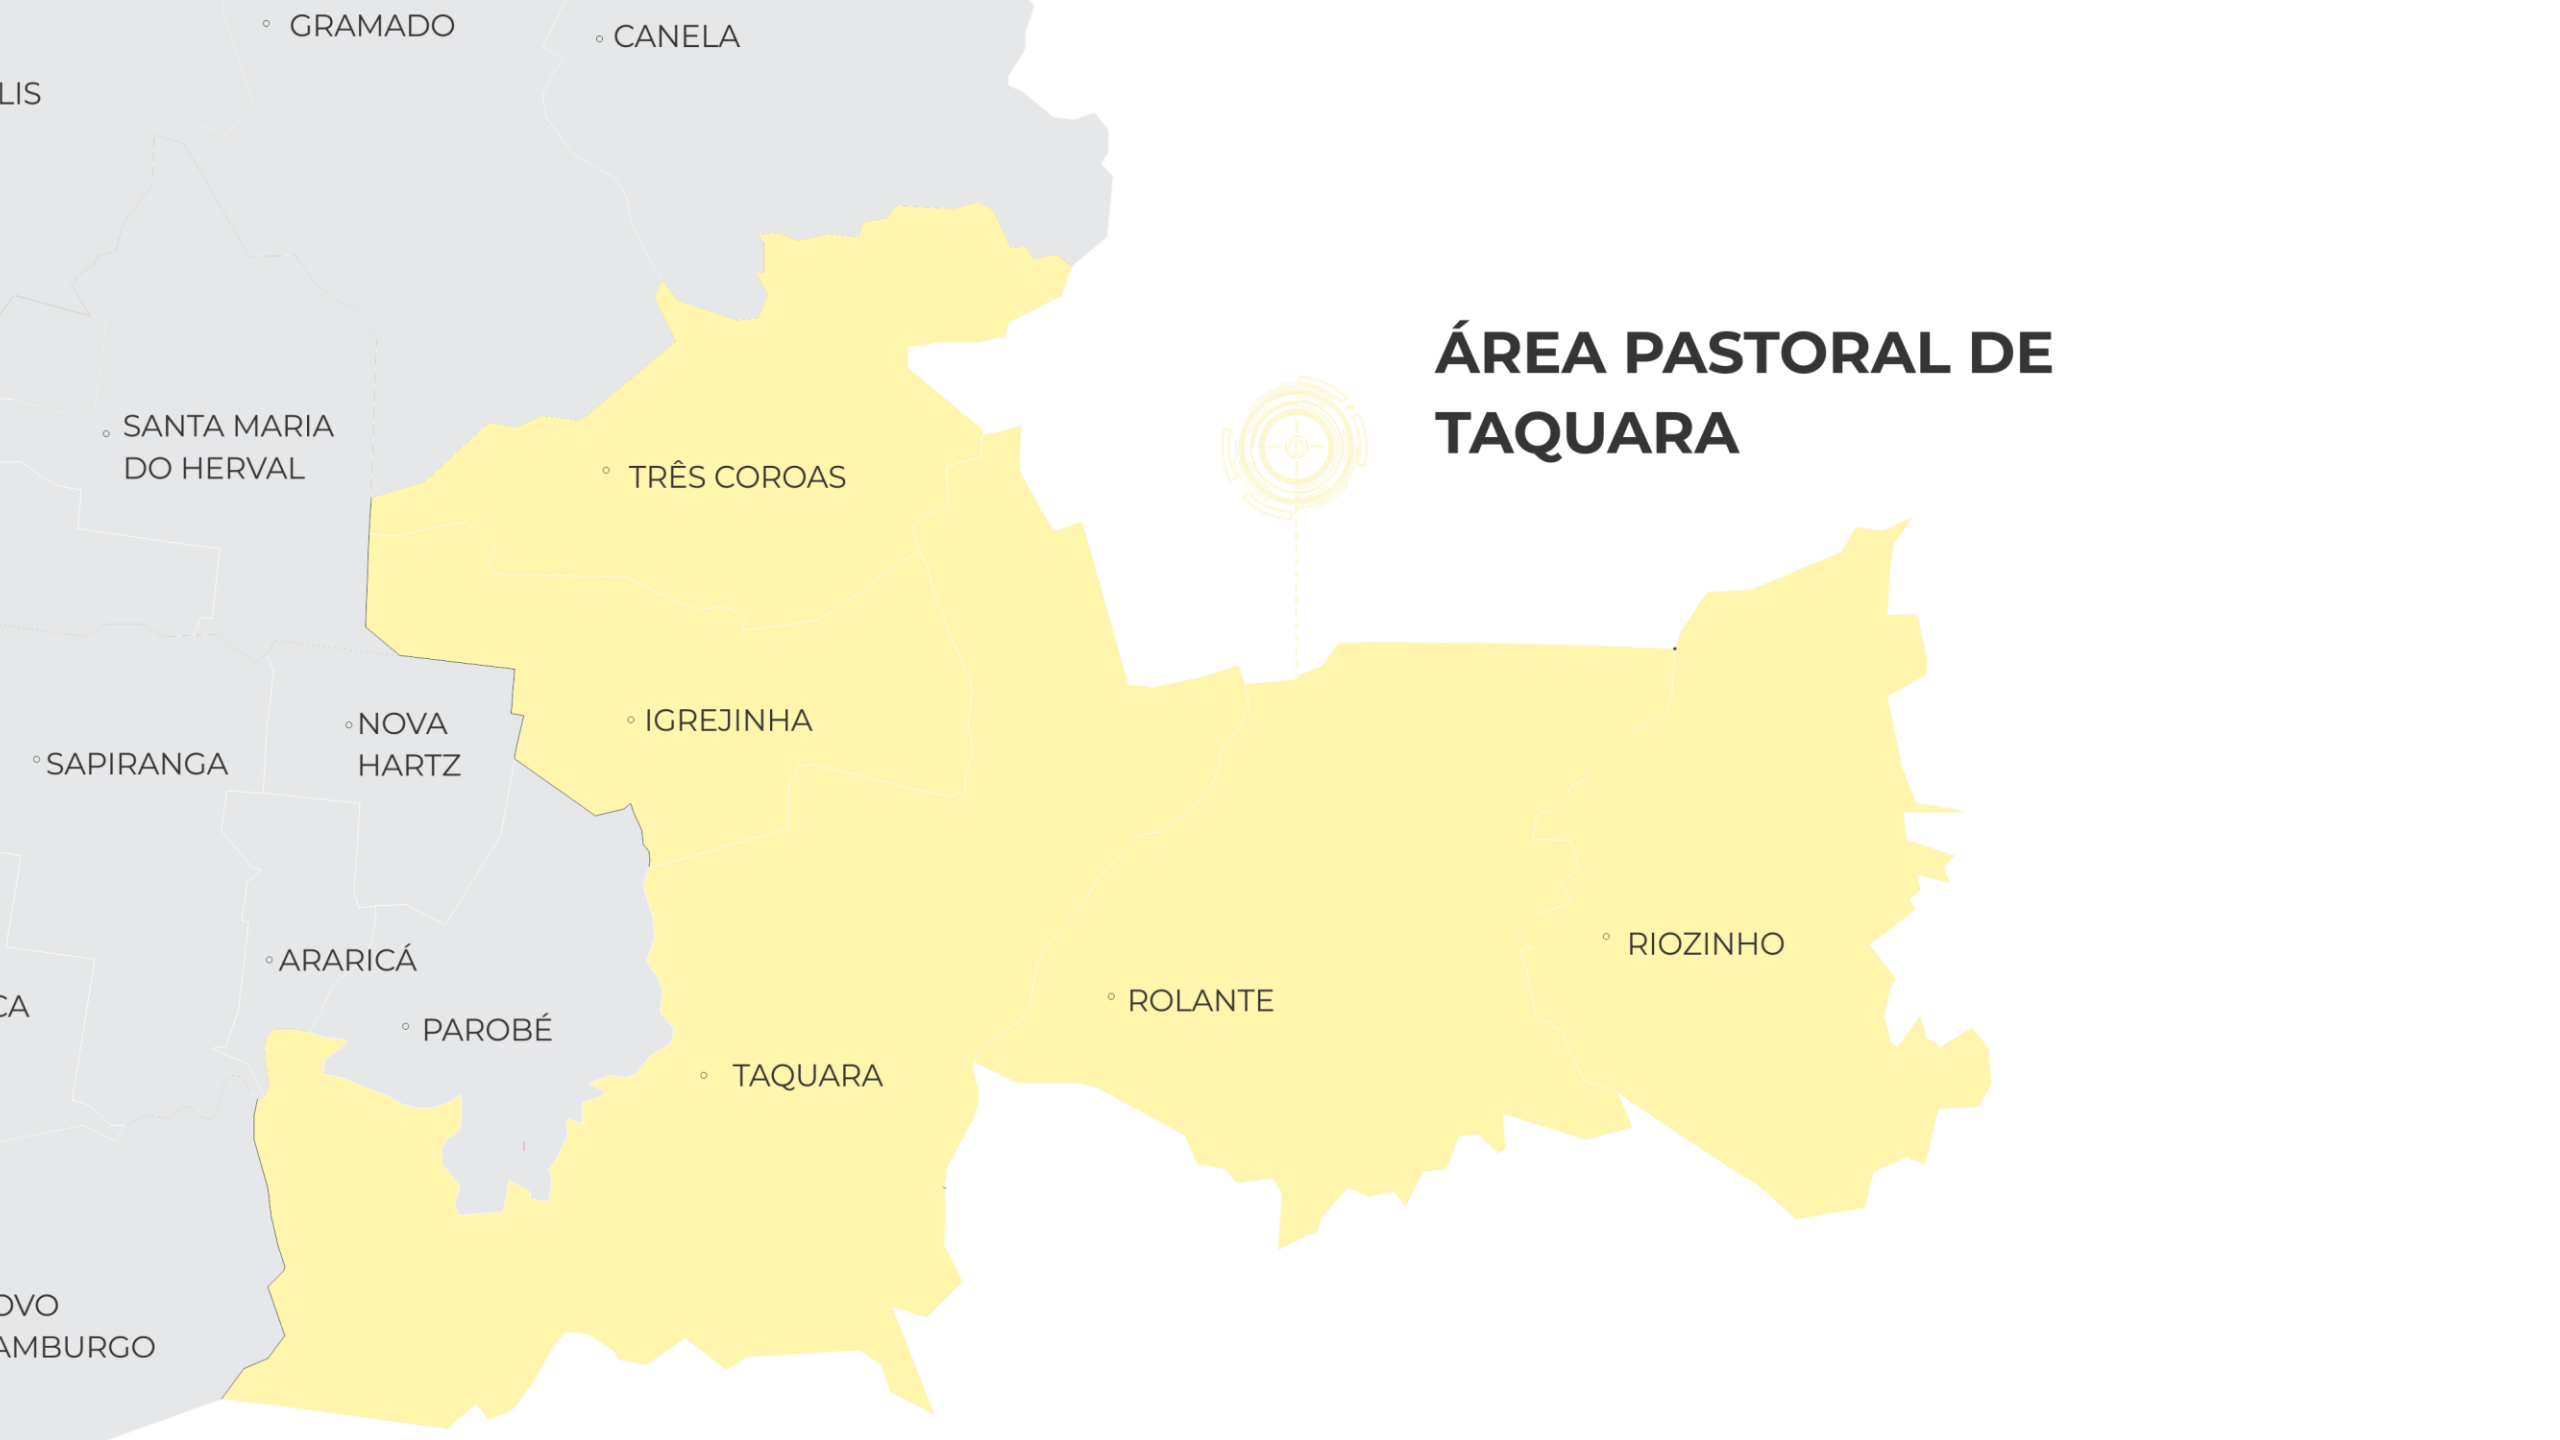 GRAMADO
CANELA
LIS
ÁREA PASTORAL DE
TAQUARA
SANTA MARIA
DO HERVAL
TRÊS COROAS
NOVA
HARTZ
IGREJINHA
SAPIRANGA
RIOZINHO
ARARICÁ
CA
ROLANTE
PAROBÉ
TAQUARA
OVO
AMBURGO